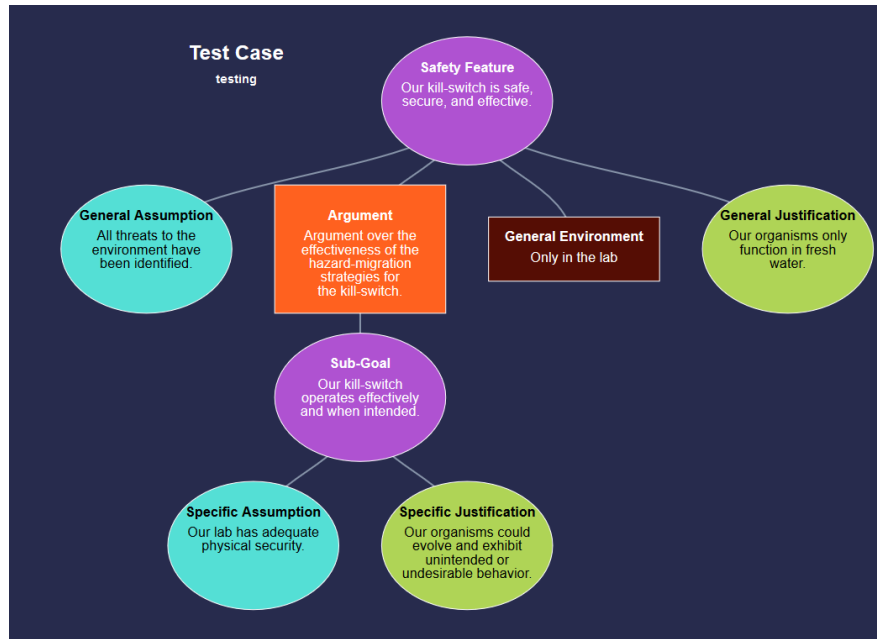 Test Case
testing
Safety Feature
Our kill-switch is safe,
secure, and effective.
General Assumption
All threats to the
environment have
been identified.
Argument
Argument over the
effectiveness of the
hazard-migration
strategies for
the kill-switch.
General Environment
Only in the lab
General Justification
Our organisms only
function in fresh
water.
Sub-Goal
Our kill-switch
operates effectively
and when intended.
Specific Assumption
Our lab has adequate
physical security.
Specific Justification
Our organisms could
evolve and exhibit
unintended or
undesirable behavior.